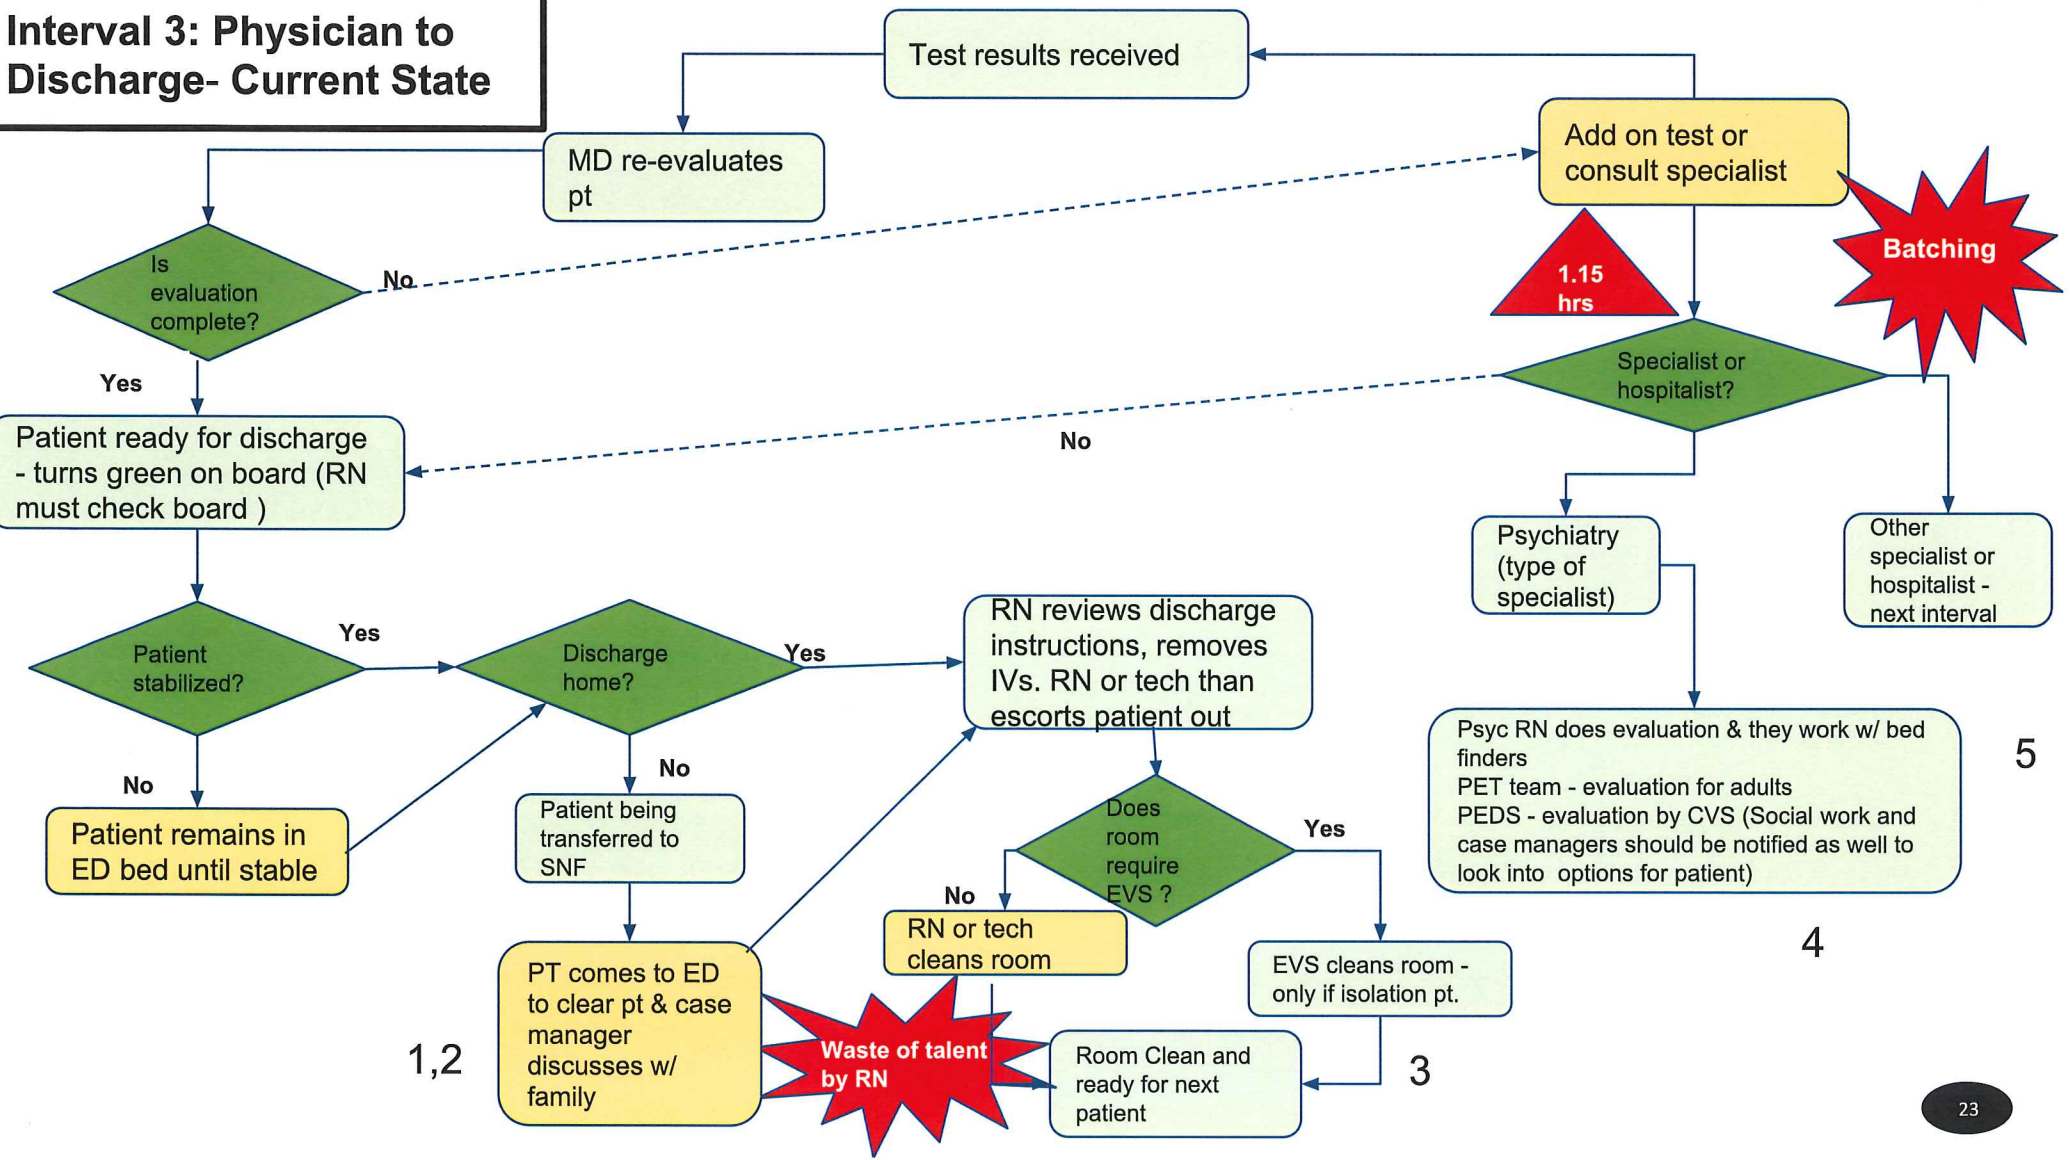 Interval 3: Physician to
Discharge- Current State
Test results received
MD re-evaluates
pt
Add on test or
consult specialist
Batching
1.15
hrs
Is
evaluation
complete?
No
Yes
Specialist or
hospitalist?
No
Patient ready for discharge
- turns green on board (RN
must check board )
Psychiatry
(type of
specialist)
Other
specialist or
hospitalist -
next interval
Patient
stabilized?
Yes
No
Discharge
home?
Yes
No
RN reviews discharge
instructions, removes
IVs. RN or tech than
escorts patient out
Patient remains in
ED bed until stable
Patient being
transferred to
SNF
Does
room
require
EVS ?
Yes
No
Psyc RN does evaluation & they work w/ bed
finders
PET team - evaluation for adults
PEDS - evaluation by CVS (Social work and
case managers should be notified as well to
look into options for patient)
5
4
RN or tech
cleans room
EVS cleans room -
only if isolation pt.
PT comes to ED
to clear pt & case
manager
discusses w/
family
1,2
Waste of talent
by RN
Room Clean and
ready for next
patient
3
23